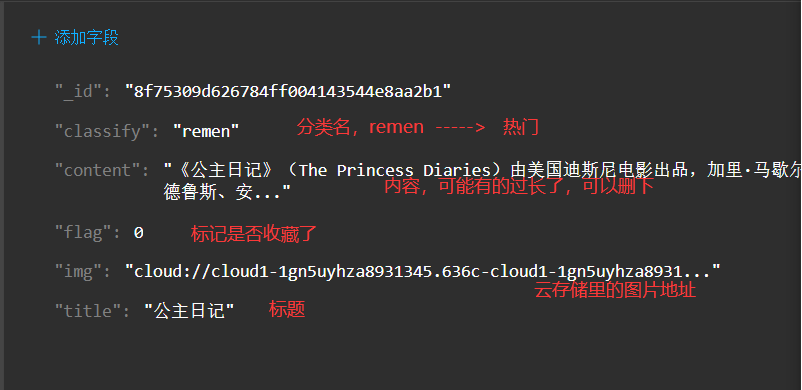 + 添加字段
"_id": "8f75309d626784ff004143544e8aa2b1"
"classify": "remen" 分类名，remen -----> 热门
"content": "《公主日记》（The Princess Diaries）由美国迪斯尼电影出品，加里·马歇尔
德鲁斯、安..." 内容，可能有的过长了，可以删下
"flag": 0 标记是否收藏了
"img": "cloud://cloud1-1gn5uyhza8931345.636c-cloud1-1gn5uyhza8931..."
云存储里的图片地址
"title": "公主日记" 标题